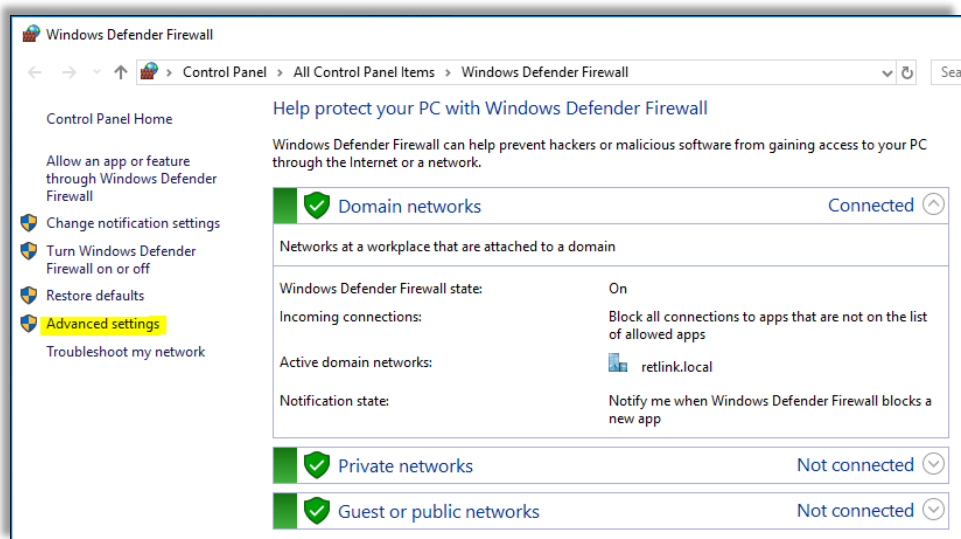 Windows Defender Firewall
Control Panel > All Control Panel Items > Windows Defender Firewall
Sea
Control Panel Home
Allow an app or feature
through Windows Defender
Firewall
Change notification settings
Turn Windows Defender
Firewall on or off
Restore defaults
Advanced settings
Troubleshoot my network
Help protect your PC with Windows Defender Firewall
Windows Defender Firewall can help prevent hackers or malicious software from gaining access to your PC
through the Internet or a network.
Domain networks Connected
Networks at a workplace that are attached to a domain
Windows Defender Firewall state: On
Incoming connections: Block all connections to apps that are not on the list
of allowed apps
Active domain networks: retlink.local
Notification state: Notify me when Windows Defender Firewall blocks a
new app
Private networks Not connected
Guest or public networks Not connected